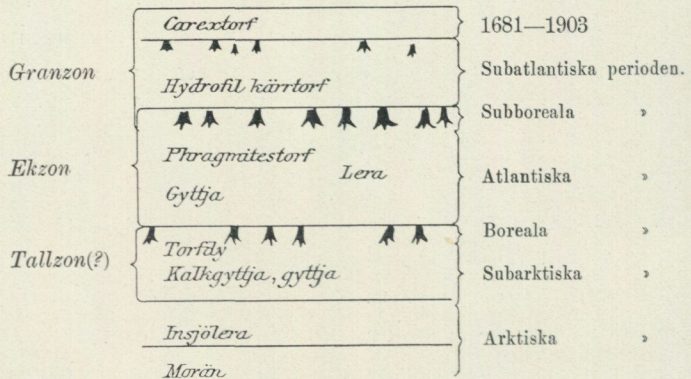 Carextorf 1681—1903
Granzon Subatlantiska perioden.
Hydrofil kärrtorf
Subboreala »
Phragmitestorf
Ekzon Lera Atlantiska »
Gyttja
Boreala »
Torfdy
Tallzon(?) Kalkgyttja, gyttja Subarktiska »
Insjölera Arktiska »
Morän